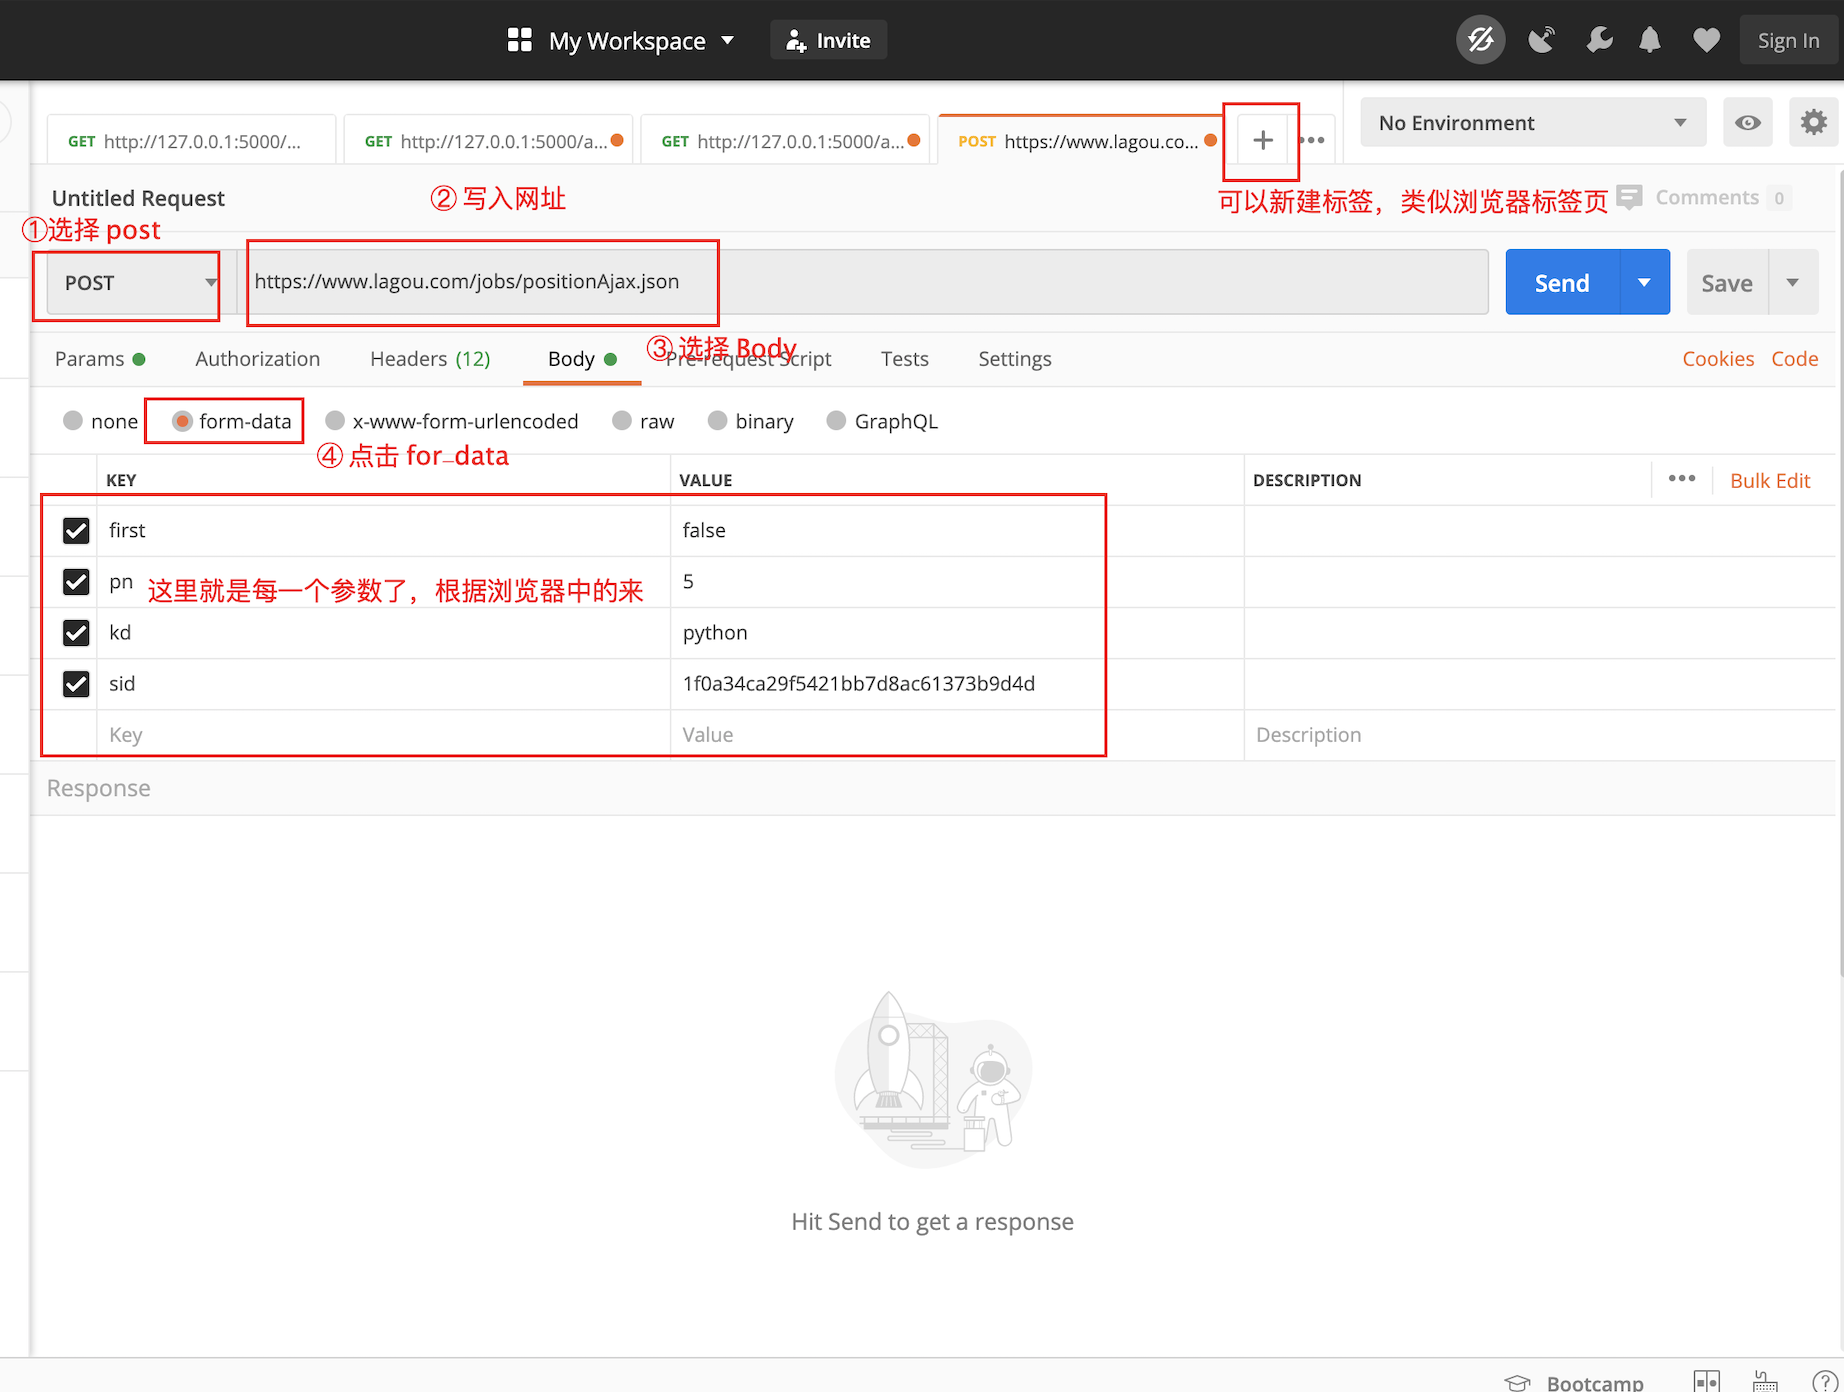 My Workspace
Invite
Sign In
GET http://127.0.0.1:5000/...
GET http://127.0.0.1:5000/a...
GET http://127.0.0.1:5000/a...
POST https://www.lagou.co...
+
No Environment
Untitled Request
② 写入网址
可以新建标签，类似浏览器标签页
Comments 0
①选择 post
POST
https://www.lagou.com/jobs/positionAjax.json
Send
Save
③ 选择 Body
Params
Authorization
Headers (12)
Body
Pre-request Script
Tests
Settings
Cookies
Code
none
form-data
x-www-form-urlencoded
raw
binary
GraphQL
④ 点击 for_data
KEY
VALUE
DESCRIPTION
Bulk Edit
first
false
pn
这里就是每一个参数了，根据浏览器中的来
5
kd
python
sid
1f0a34ca29f5421bb7d8ac61373b9d4d
Key
Value
Description
Response
Hit Send to get a response
Bootcamp